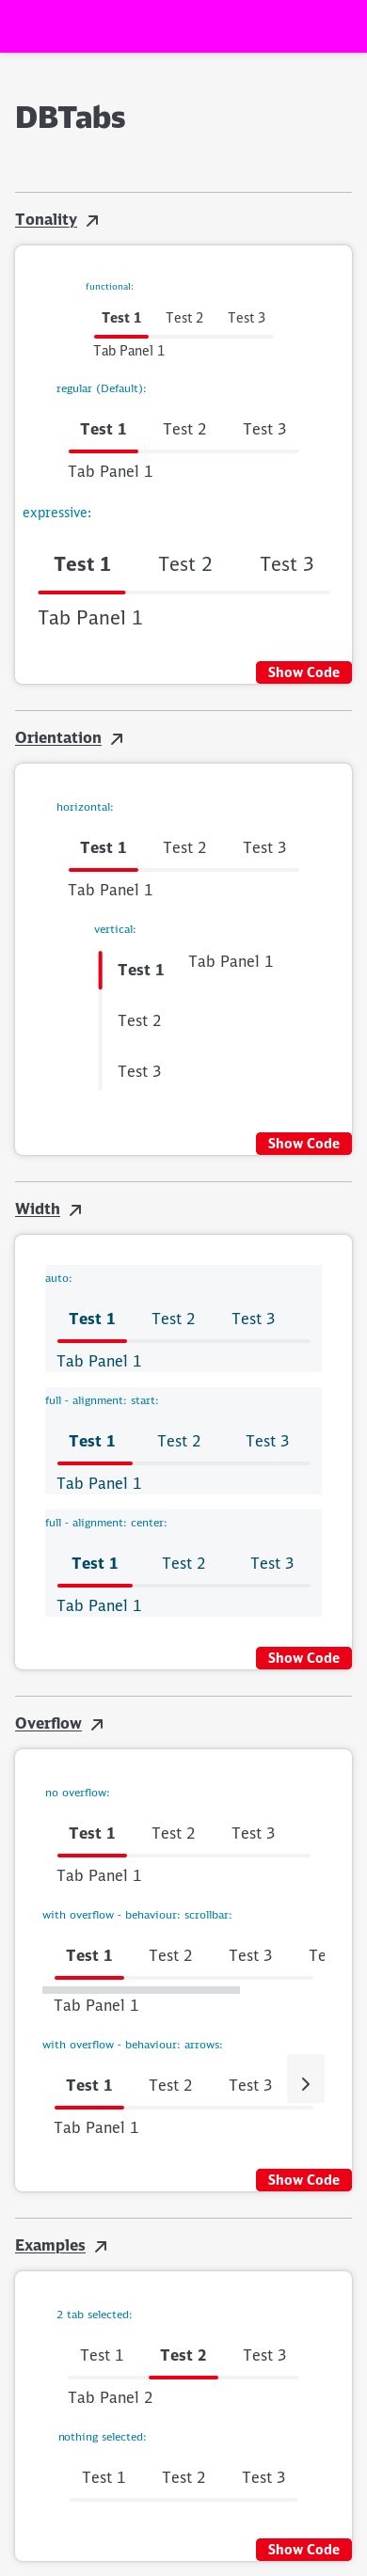 DBTabs
Tonality
functional:
Test 1 Test 2 Test 3
Tab Panel 1
regular (Default):
Test 1 Test 2 Test 3
Tab Panel 1
expressive:
Test 1 Test 2 Test 3
Tab Panel 1
Show Code
Orientation
horizontal:
Test 1 Test 2 Test 3
Tab Panel 1
vertical:
Test 1 Tab Panel 1
Test 2
Test 3
Show Code
Width
auto:
Test 1 Test 2 Test 3
Tab Panel 1
full - alignment: start:
Test 1 Test 2 Test 3
Tab Panel 1
full - alignment: center:
Test 1 Test 2 Test 3
Tab Panel 1
Show Code
Overflow
no overflow:
Test 1 Test 2 Test 3
Tab Panel 1
with overflow - behaviour: scrollbar:
Test 1 Test 2 Test 3 Te
Tab Panel 1
with overflow - behaviour: arrows:
Test 1 Test 2 Test 3
Tab Panel 1
Show Code
Examples
2 tab selected:
Test 1 Test 2 Test 3
Tab Panel 2
nothing selected:
Test 1 Test 2 Test 3
Show Code